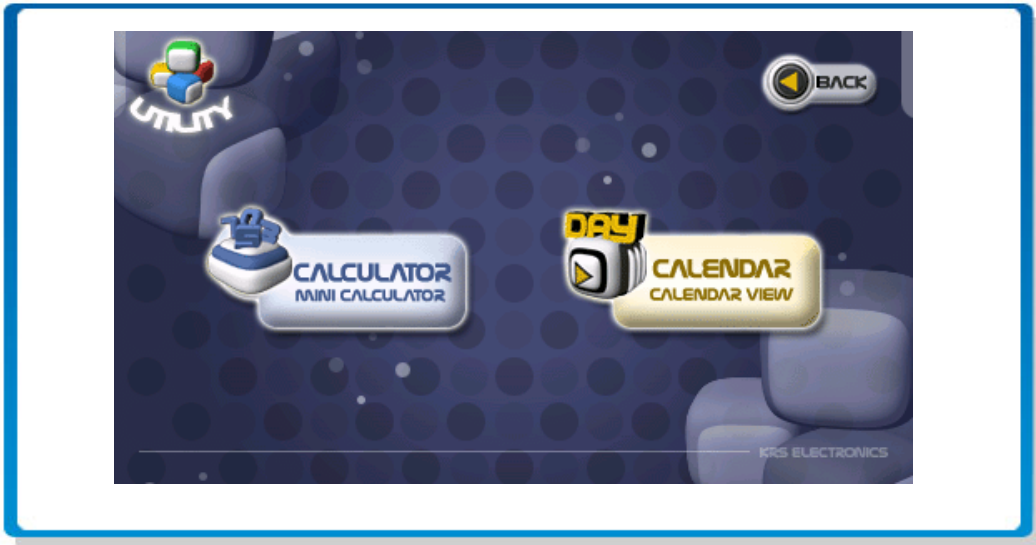 UTILITY
BACK
DAY
CALCULATOR
MINI CALCULATOR
CALENDAR
CALENDAR VIEW
KRS ELECTRONICS